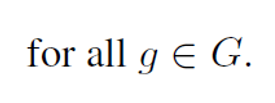 for all g ∈ G.